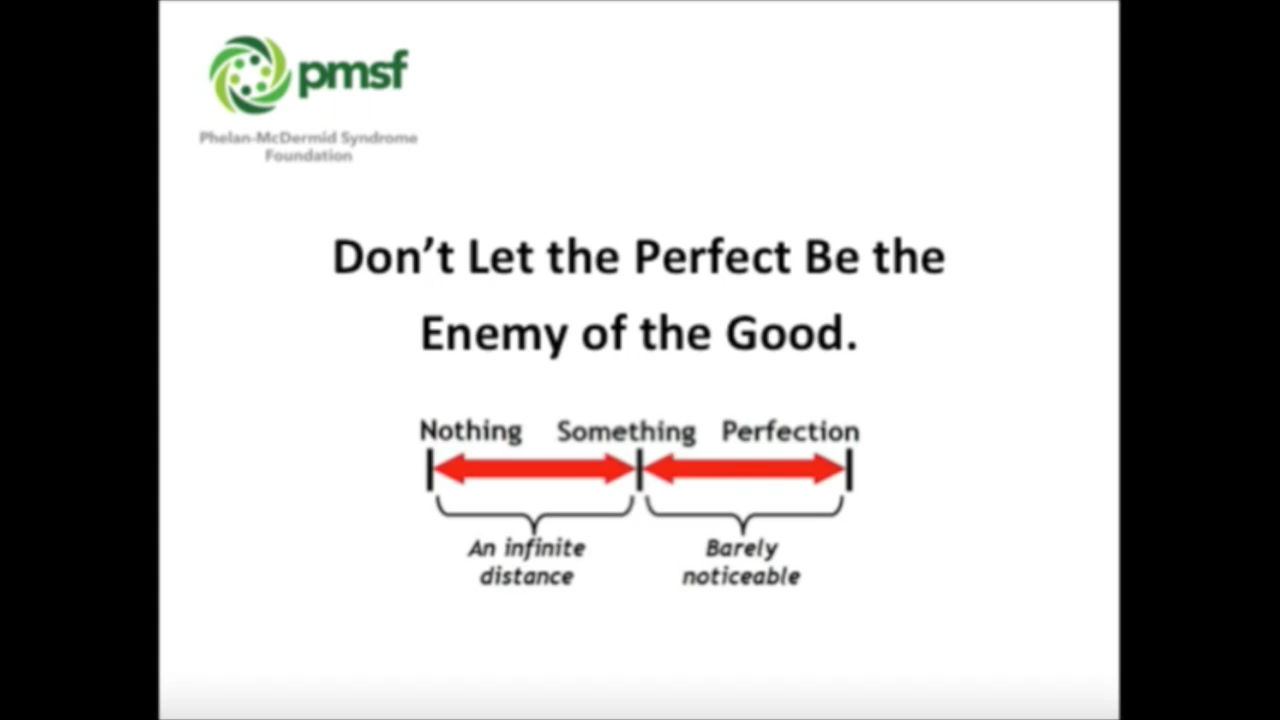 pmsf
Phelan-McDermid Syndrome
Foundation
Don't Let the Perfect Be the
Enemy of the Good.
Nothing Something Perfection
An infinite Barely
distance noticeable